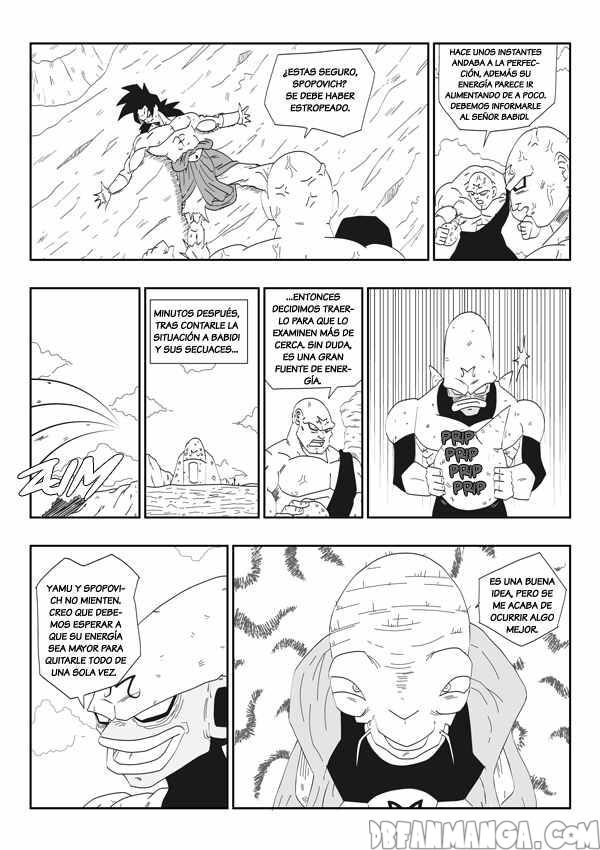 ¿ESTAS SEGURO,
SPOPOVICH?
SE DEBE HABER
ESTROPEADO.
HACE UNOS INSTANTES
ANDABA A LA PERFEC-
CIÓN, ADEMÁS SU
ENERGÍA PARECE IR
AUMENTANDO DE A POCO.
DEBEMOS INFORMARLE
AL SEÑOR BABIDI.
ZUM
MINUTOS DESPUÉS,
TRAS CONTARLE LA
SITUACIÓN A BABIDI
Y SUS SECUACES...
...ENTONCES
DECIDIMOS TRAER-
LO PARA QUE LO
EXAMINEN MÁS DE
CERCA. SIN DUDA,
ES UNA GRAN
FUENTE DE ENER-
GÍA.
PRIP
PRIP
PRIP
PRIP
YAMU Y SPOPOVI-
CH NO MIENTEN.
CREO QUE DEBE-
MOS ESPERAR A
QUE SU ENERGÍA
SEA MAYOR PARA
QUITARLE TODO DE
UNA SOLA VEZ.
ES UNA BUENA
IDEA, PERO SE
ME ACABA DE
OCURRIR ALGO
MEJOR.
DBFANMANGA.COM